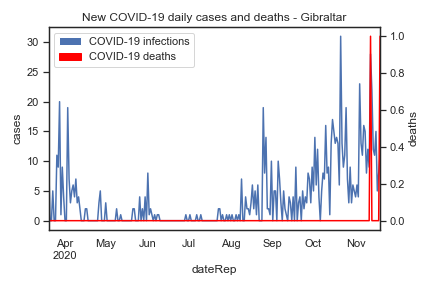 New COVID-19 daily cases and deaths - Gibraltar
COVID-19 infections
COVID-19 deaths
cases
30
25
20
15
10
5
0
1.0
0.8
0.6
0.4
0.2
0.0
deaths
Apr May Jun Jul Aug Sep Oct Nov
2020
dateRep